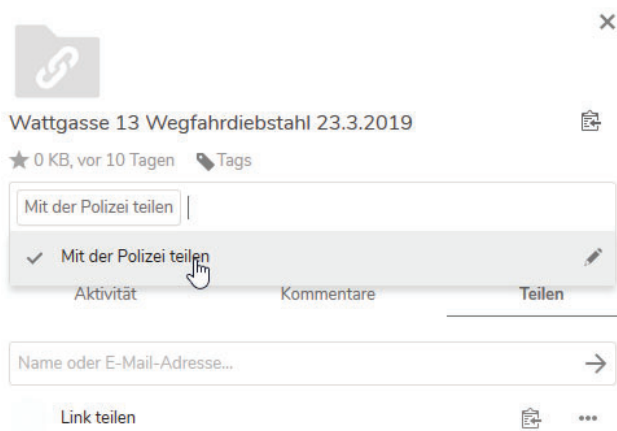 Wattgasse 13 Wegfahrdiebstahl 23.3.2019
0 KB, vor 10 Tagen Tags
Mit der Polizei teilen
Mit der Polizei teilen
Aktivität Kommentare Teilen
Name oder E-Mail-Adresse...
Link teilen